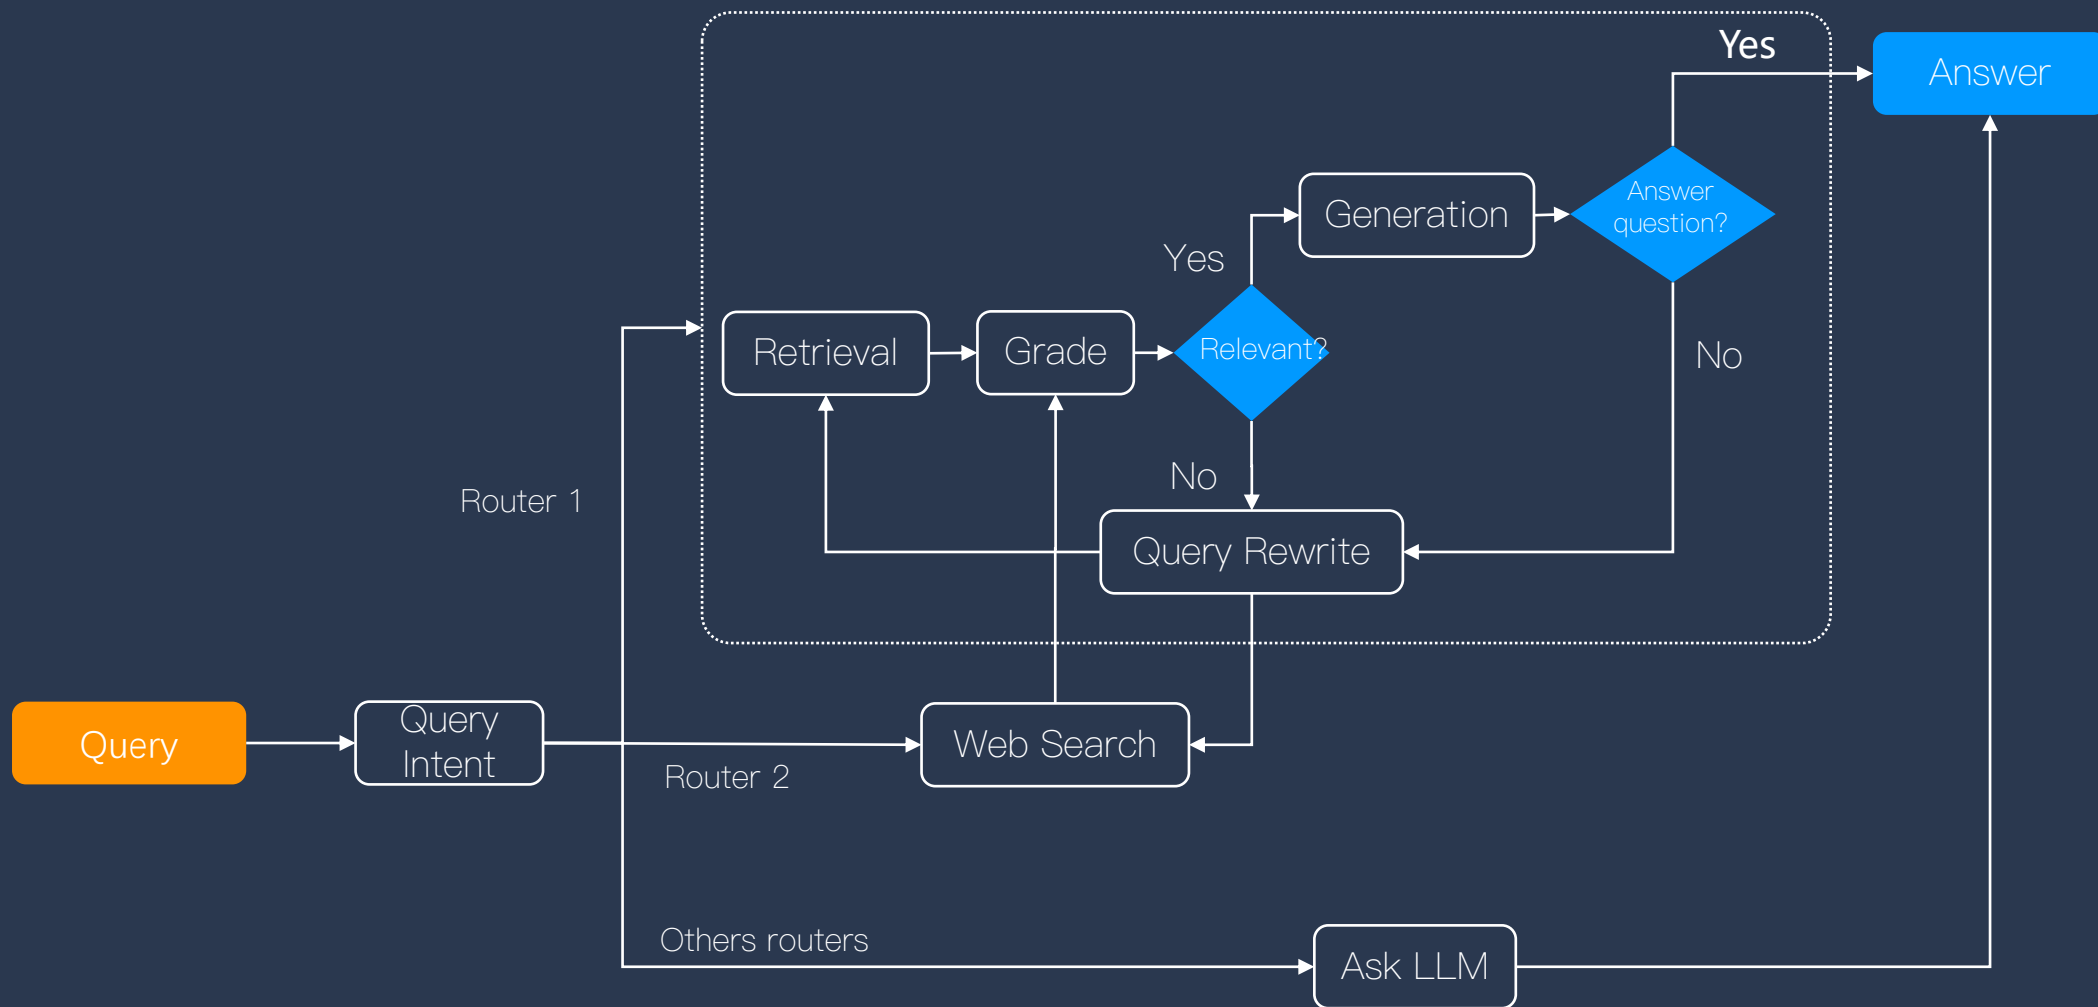 Yes
Answer
Answer
question?
Generation
Yes
Retrieval
Grade
Relevant?
No
Router 1
No
Query Rewrite
Query
Query
Intent
Web Search
Router 2
Others routers
Ask LLM